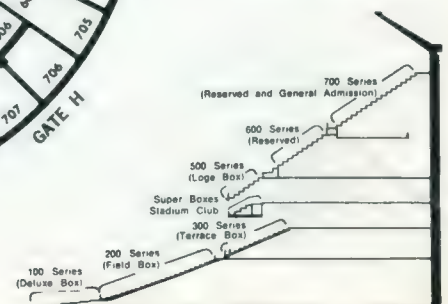 705
706
707
GATE H
700 Series
(Reserved and General Admission)
600 Series
(Reserved)
500 Series
(Loge Box)
Super Boxes
Stadium Club
300 Series
(Terrace Box)
200 Series
(Field Box)
100 Series
(Deluxe Box)